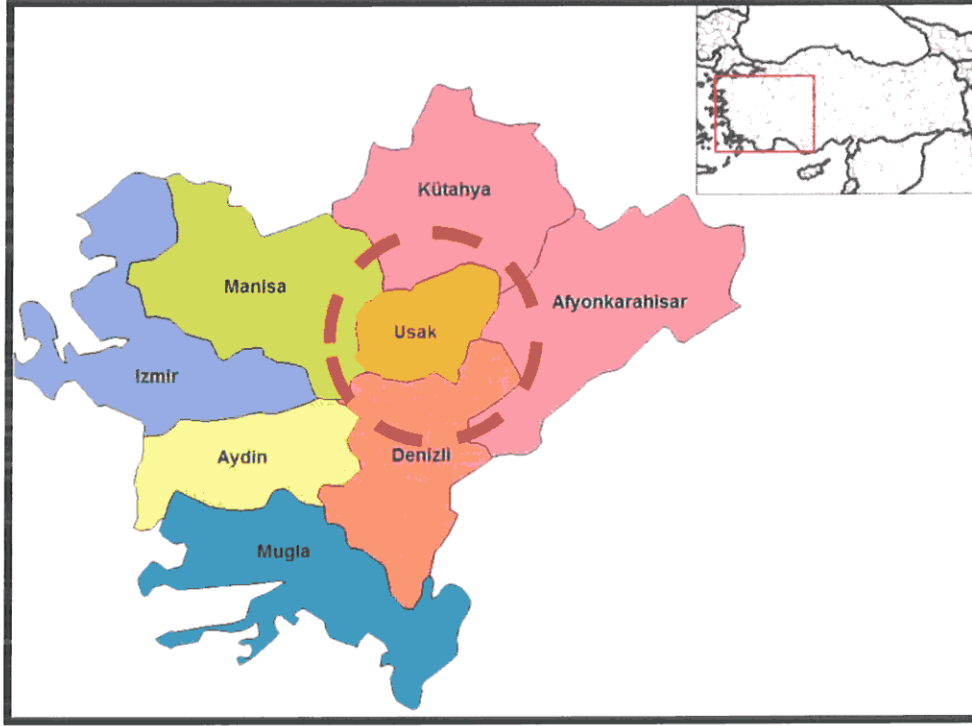 Kütahya
Manisa
Afyonkarahisar
Usak
Izmir
Aydin
Denizli
Mugla